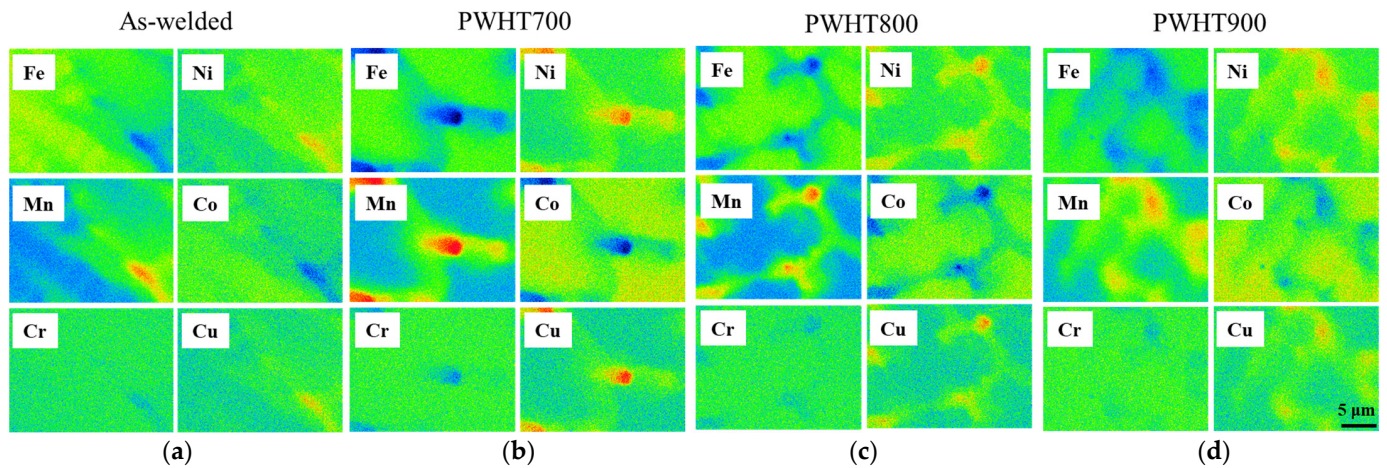 As-welded PWHT700 PWHT800 PWHT900
Fe Ni Fe Ni Fe Ni Fe Ni
Mn Co Mn Co Mn Co Mn Co
Cr Cu Cr Cu Cr Cu Cr Cu
5 μm
(a) (b) (c) (d)